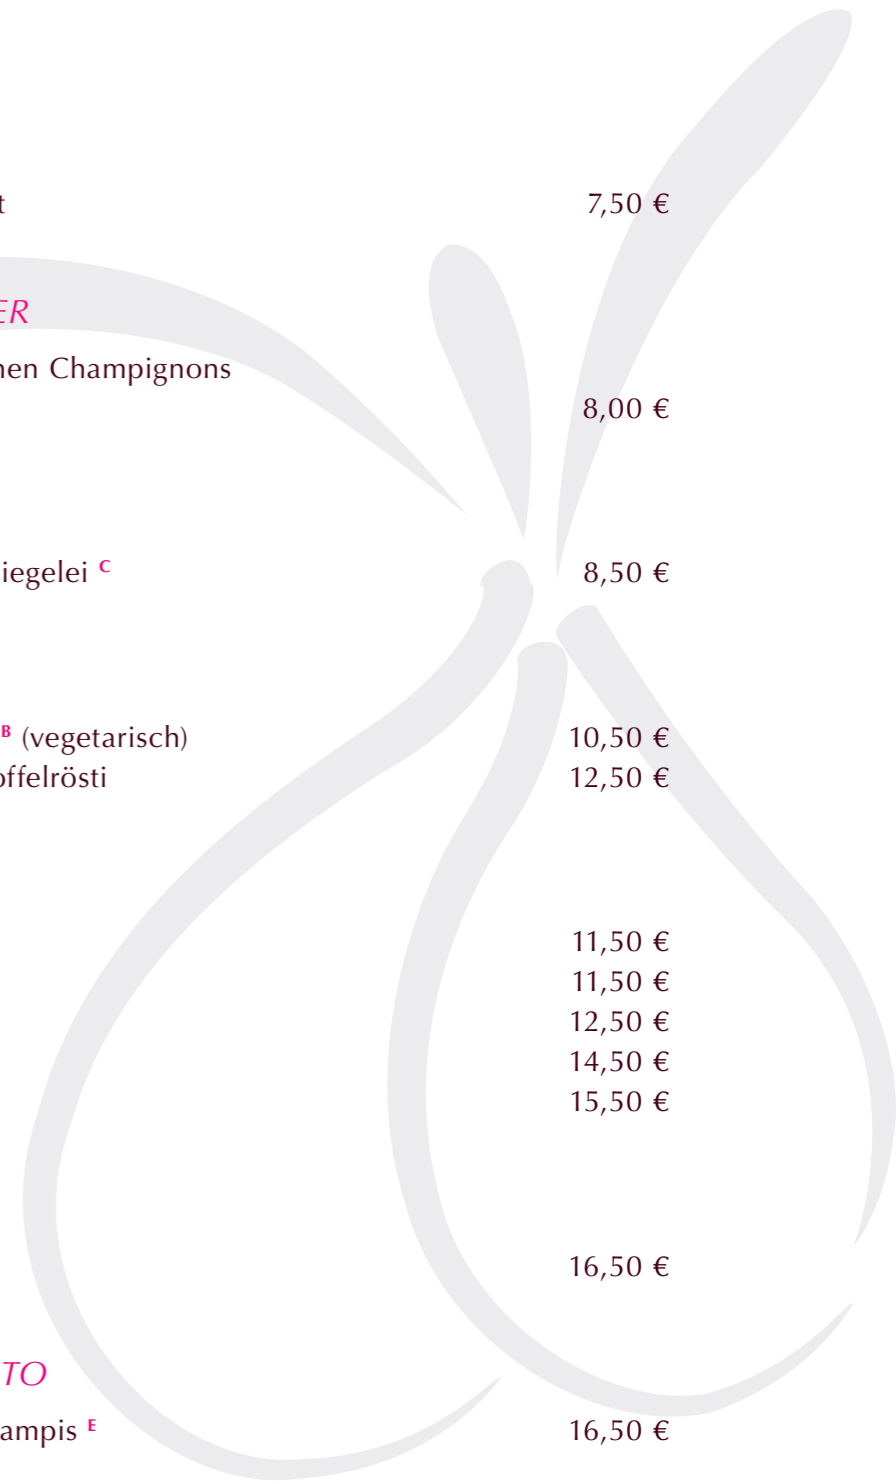 t 7,50 €
ER
nen Champignons
8,00 €
iegelei C 8,50 €
B (vegetarisch) 10,50 €
offelrösti 12,50 €
11,50 €
11,50 €
12,50 €
14,50 €
15,50 €
16,50 €
TO
ampis E 16,50 €